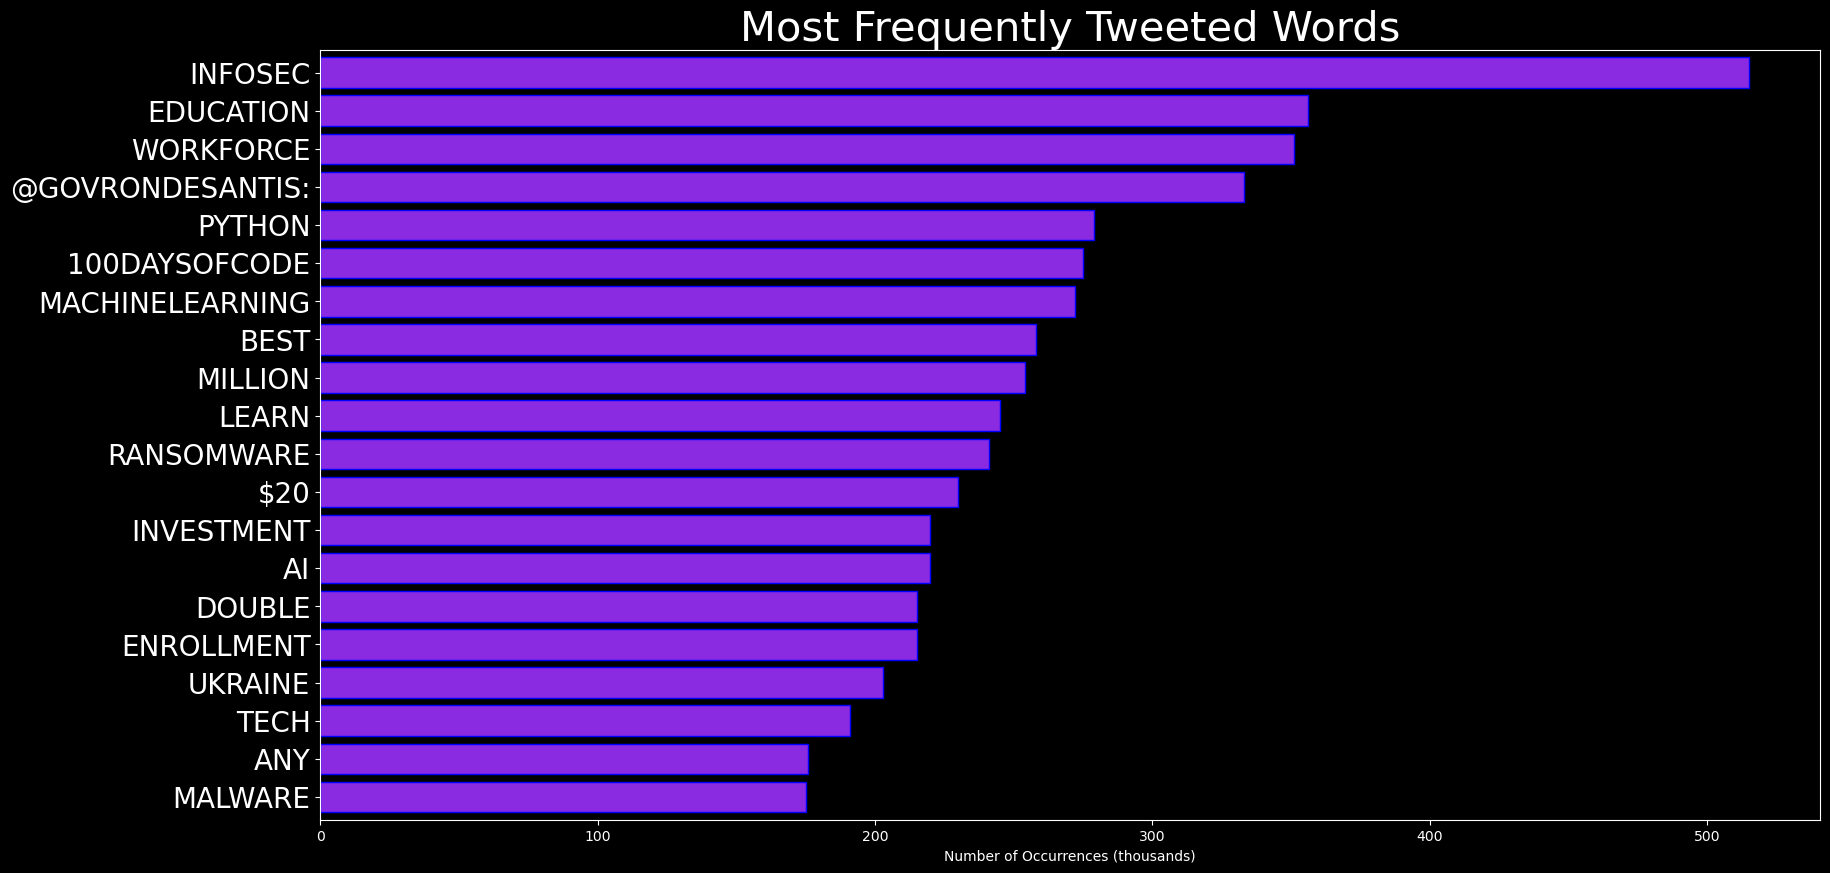 Most Frequently Tweeted Words
INFOSEC
EDUCATION
WORKFORCE
@GOVRONDESANTIS:
PYTHON
100DAYSOFCODE
MACHINELEARNING
BEST
MILLION
LEARN
RANSOMWARE
$20
INVESTMENT
AI
DOUBLE
ENROLLMENT
UKRAINE
TECH
ANY
MALWARE
0 100 200 300 400 500
Number of Occurrences (thousands)